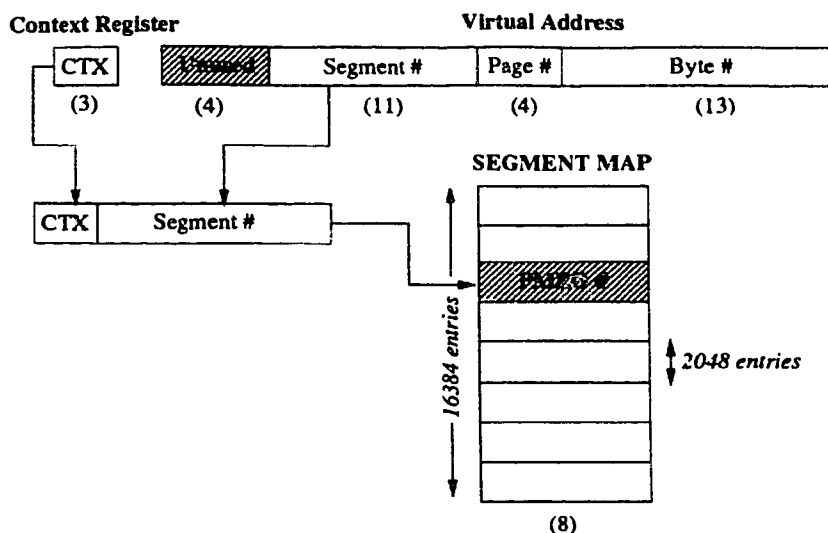 Context Register
Virtual Address
CTX
Unused
Segment #
Page #
Byte #
(3)
(4)
(11)
(4)
(13)
SEGMENT MAP
CTX
Segment #
PMEG #
16384 entries
2048 entries
(8)